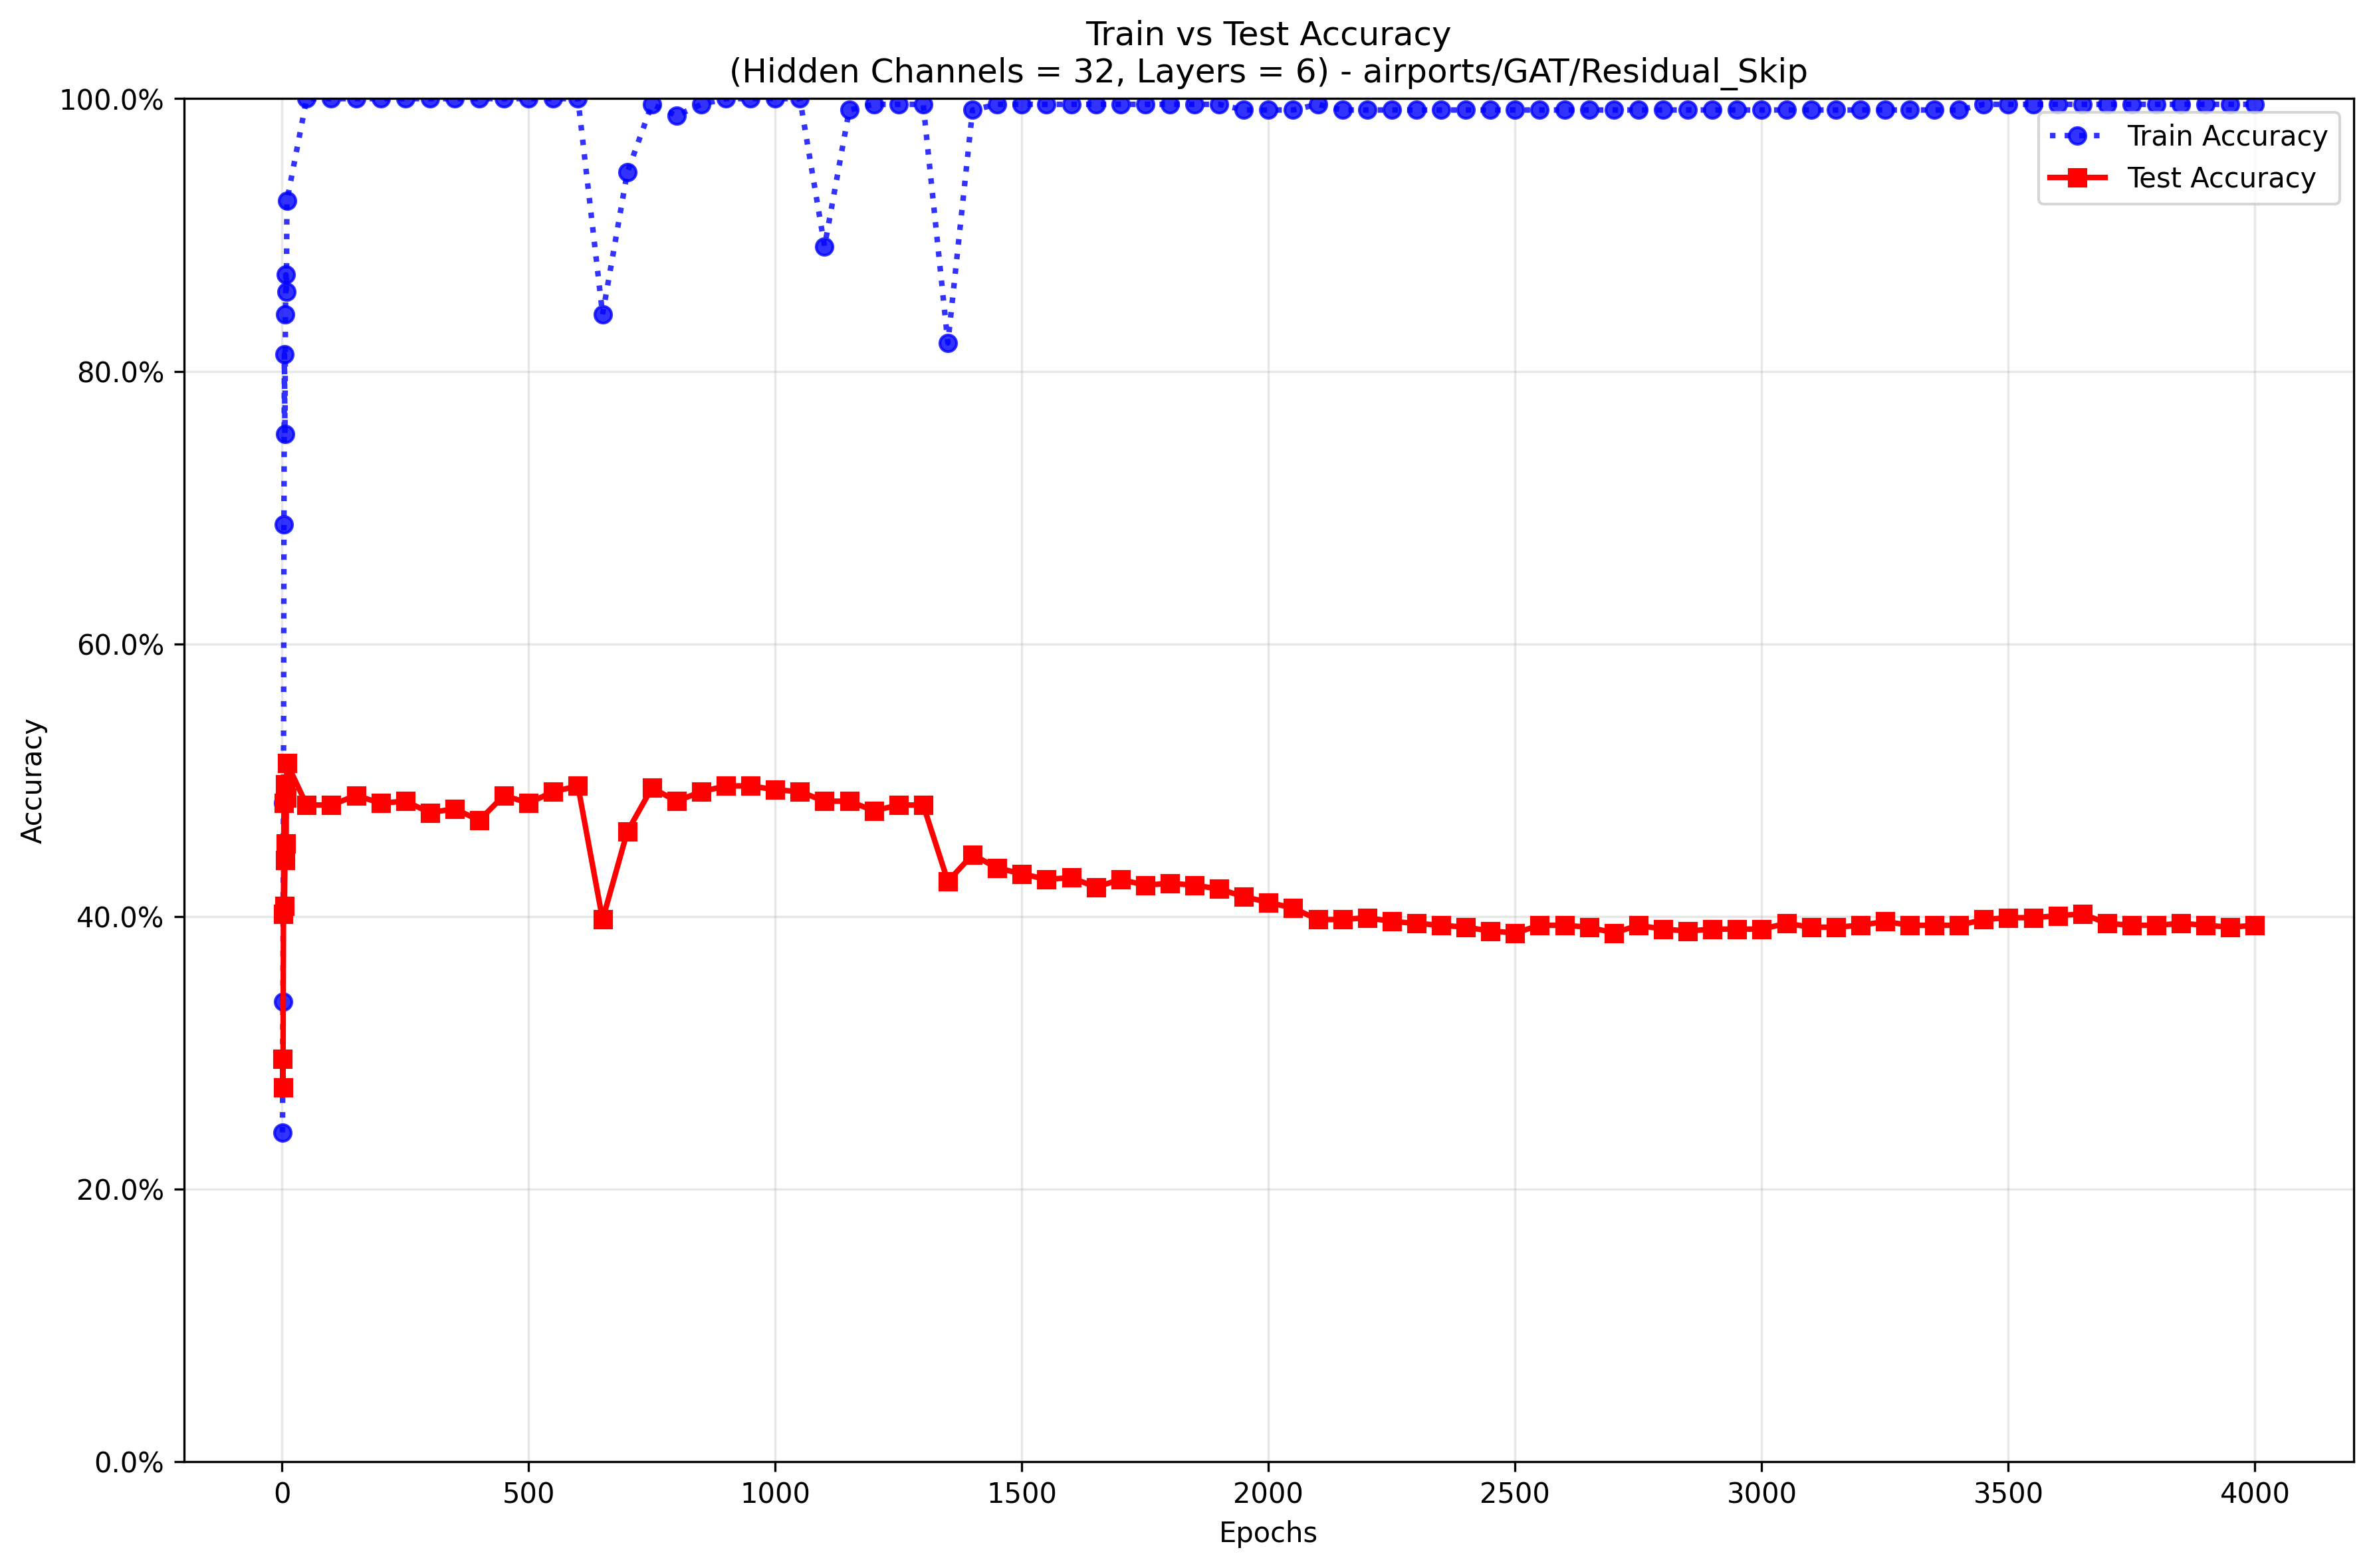 Train vs Test Accuracy
(Hidden Channels = 32, Layers = 6) - airports/GAT/Residual_Skip
100.0%
80.0%
60.0%
40.0%
20.0%
0.0%
Accuracy
Train Accuracy
Test Accuracy
0 500 1000 1500 2000 2500 3000 3500 4000
Epochs